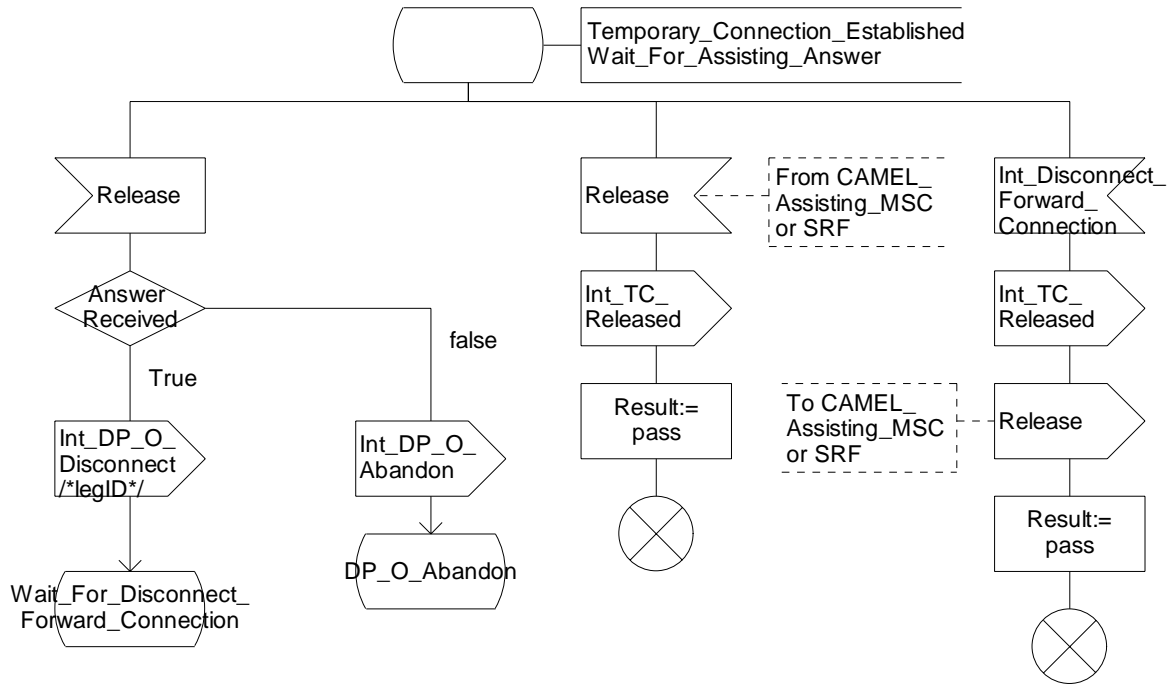 Temporary_Connection_Established
Wait_For_Assisting_Answer
Release
Release
From CAMEL_
Assisting_MSC
or SRF
Int_Disconnect_
Forward_
Connection
Answer
Received
Int_TC_
Released
Int_TC_
Released
false
True
Int_DP_O_
Disconnect
/*legID*/
Int_DP_O_
Abandon
Result:=
pass
To CAMEL_
Assisting_MSC
or SRF
Release
Wait_For_Disconnect_
Forward_Connection
DP_O_Abandon
Result:=
pass